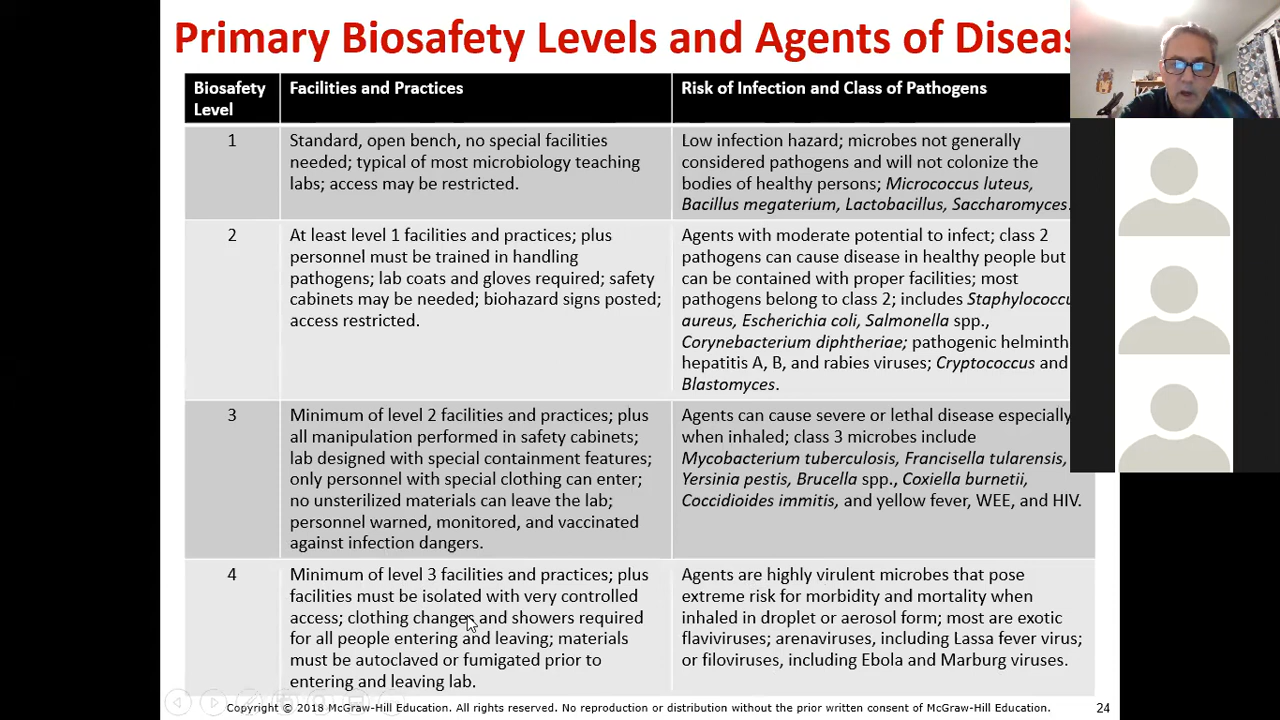 Primary Biosafety Levels and Agents of
Biosafety Level
Facilities and Practices
Risk of Infection and Class of Pathogens
1
Standard, open bench, no special facilities
needed; typical of most microbiology teaching
labs; access may be restricted.
Low infection hazard; microbes not generally
considered pathogens and will not colonize the
bodies of healthy persons; Micrococcus luteus,
Bacillus megaterium, Lactobacillus, Saccharomyces.
2
At least level 1 facilities and practices; plus
personnel must be trained in handling
pathogens; lab coats and gloves required; safety
cabinets may be needed; biohazard signs posted;
access restricted.
Agents with moderate potential to infect; class 2
pathogens can cause disease in healthy people but
can be contained with proper facilities; most
pathogens belong to class 2; includes
aureus, Escherichia coli, Salmonella spp.,
Corynebacterium diphtheriae; pathogenic
hepatitis A, B, and rabies viruses; Cryptococcus and
Blastomyces.
3
Minimum of level 2 facilities and practices; plus
all manipulation performed in safety cabinets;
lab designed with special containment features;
only personnel with special clothing can enter;
no unsterilized materials can leave the lab;
personnel warned, monitored, and vaccinated
against infection dangers.
Agents can cause severe or lethal disease especially
when inhaled; class 3 microbes include
Mycobacterium tuberculosis, Francisella tularensis,
Yersinia pestis, Brucella spp., Coxiella burnetii,
Coccidioides immitis, and yellow fever, WEE, and HIV.
4
Minimum of level 3 facilities and practices; plus
facilities must be isolated with very controlled
access; clothing changes and showers required
for all people entering and leaving; materials
must be autoclaved or fumigated prior to
entering and leaving lab.
Agents are highly virulent microbes that pose
extreme risk for morbidity and mortality when
inhaled in droplet or aerosol form; most are exotic
flaviviruses; arenaviruses, including Lassa fever virus;
or filoviruses, including Ebola and Marburg viruses.
Copyright © 2018 McGraw-Hill Education. All rights reserved. No reproduction or distribution without the prior written consent of McGraw-Hill Education.
24